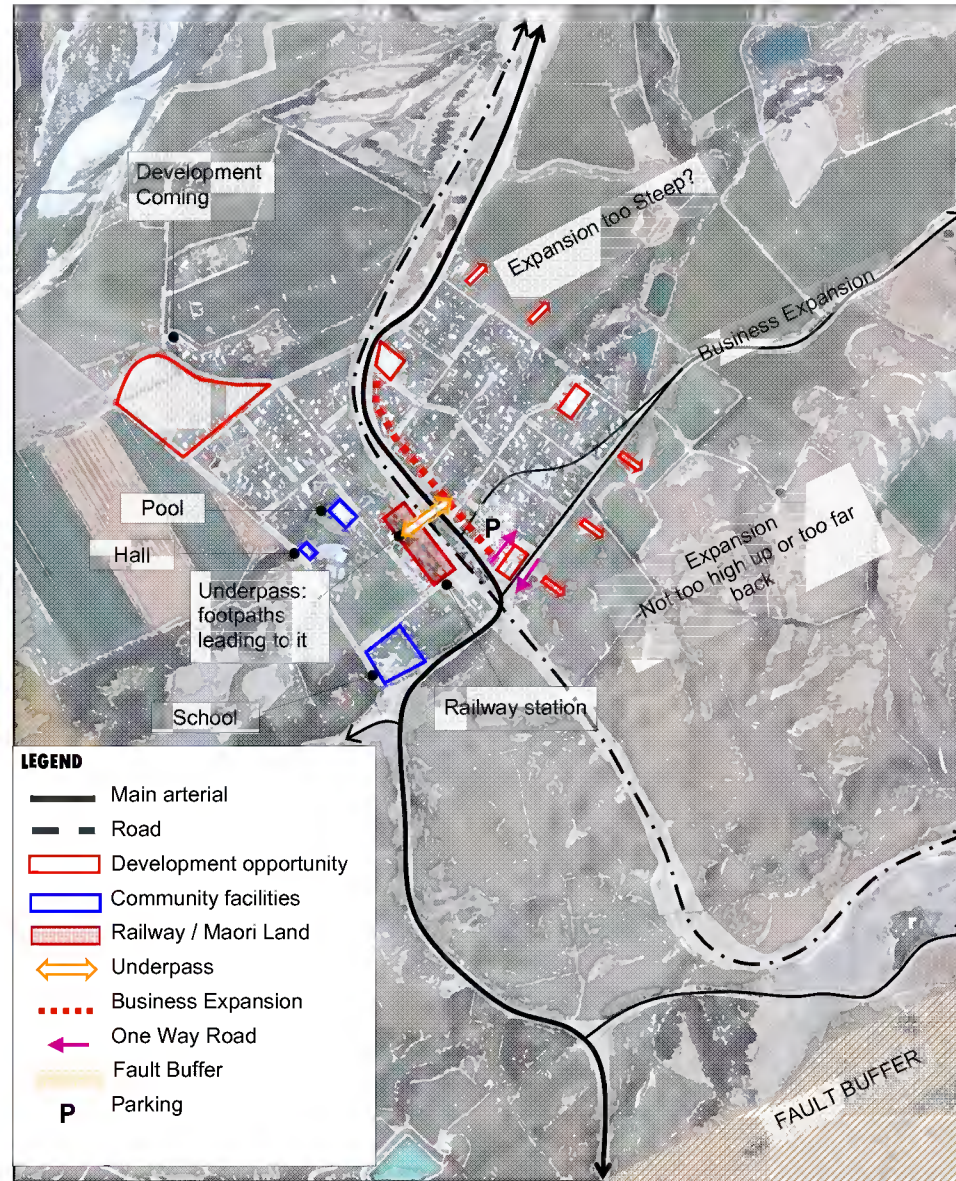 Development
Coming
Expansion too Steep?
Business Expansion
Pool
Hall
P
Expansion
Not too high up or too far
back
Underpass:
footpaths
leading to it
School
Railway station
LEGEND
Main arterial
Road
Development opportunity
Community facilities
Railway / Maori Land
Underpass
Business Expansion
One Way Road
Fault Buffer
P Parking
FAULT BUFFER